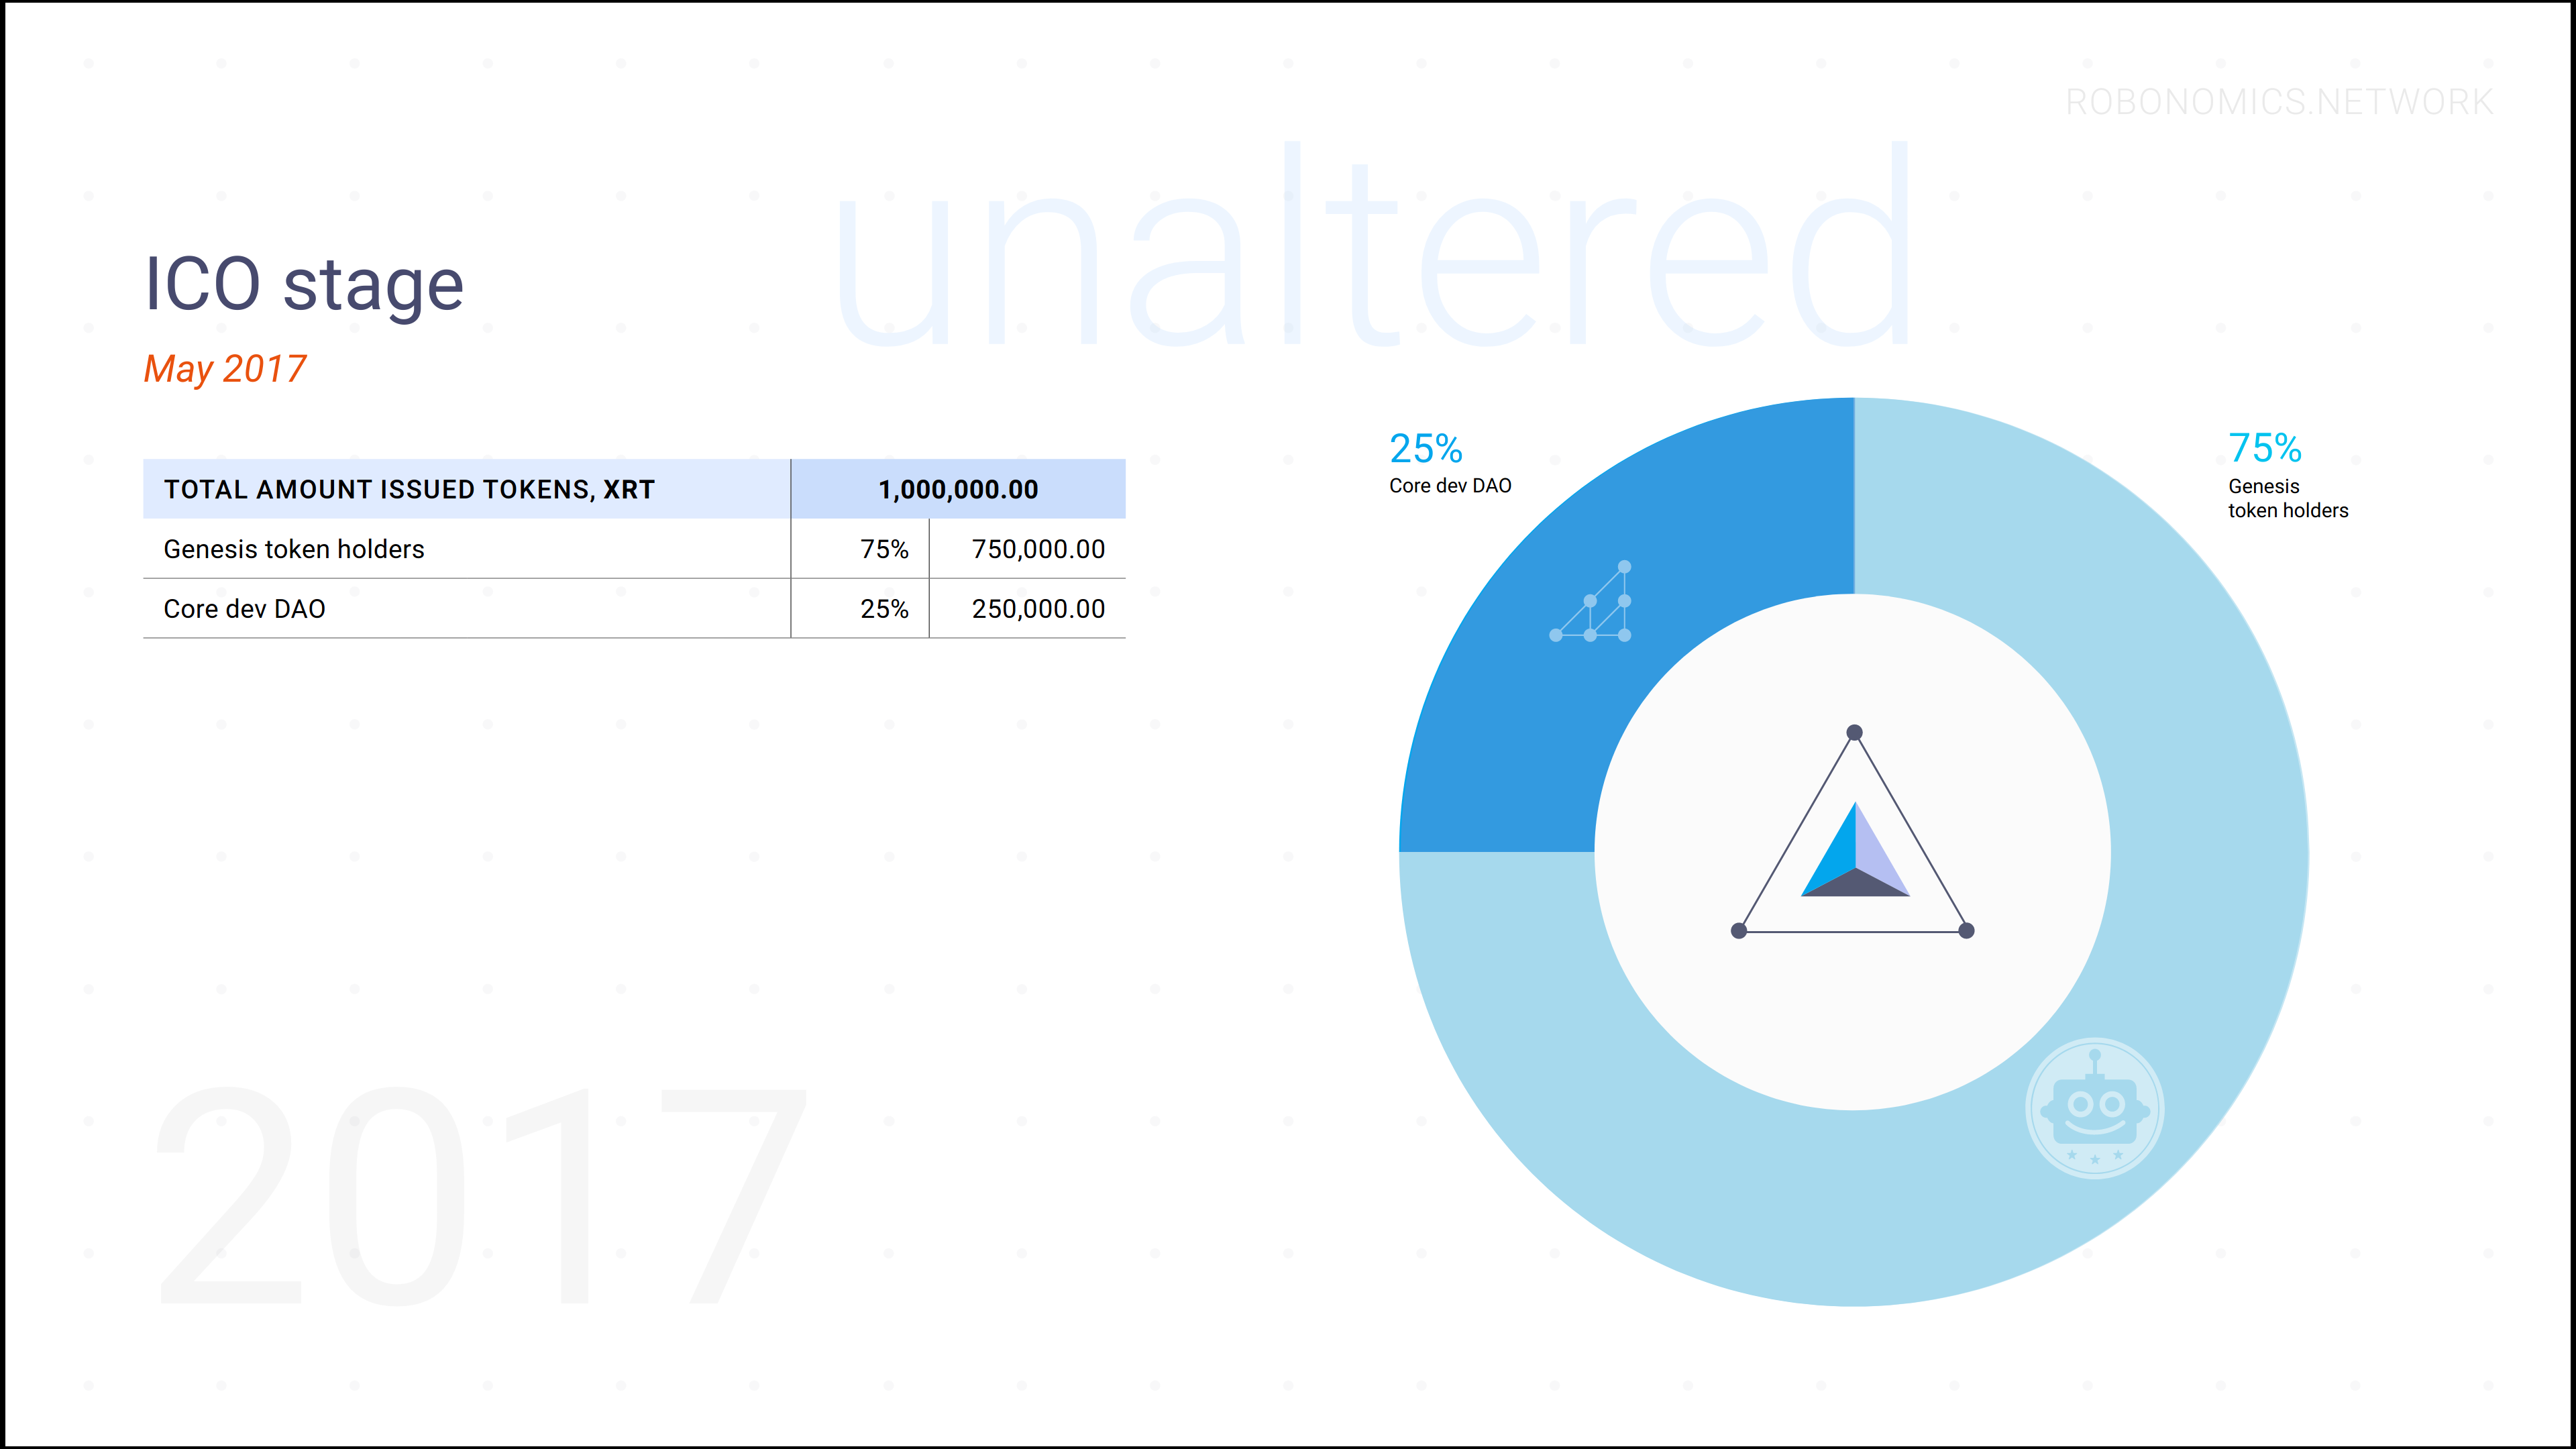 ROBONOMICS.NETWORK
unaltered
ICO stage
May 2017
TOTAL AMOUNT ISSUED TOKENS, XRT 1,000,000.00
Genesis token holders 75% 750,000.00
Core dev DAO 25% 250,000.00
25%
Core dev DAO
75%
Genesis
token holders
2017